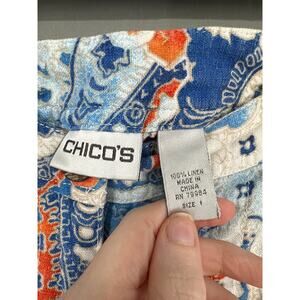 CHICO'S
100% LINEN
MADE IN
CHINA
RN 79984
SIZE 1